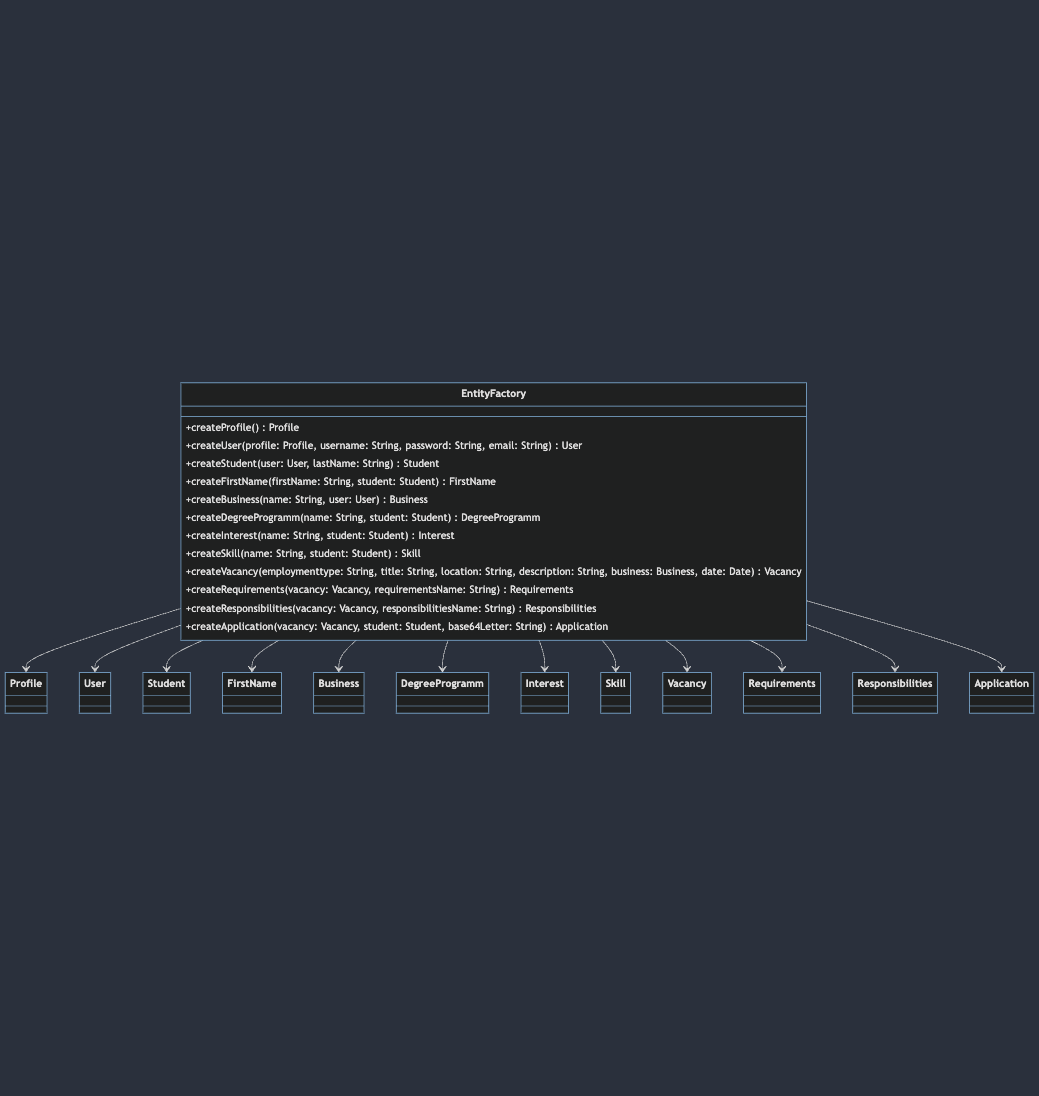 EntityFactory
+createProfile() : Profile
+createUser(profile: Profile, username: String, password: String, email: String) : User
+createStudent(user: User, lastName: String) : Student
+createFirstName(firstName: String, student: Student) : FirstName
+createBusiness(name: String, user: User) : Business
+createDegreeProgramm(name: String, student: Student) : DegreeProgramm
+createInterest(name: String, student: Student) : Interest
+createSkill(name: String, student: Student) : Skill
+createVacancy(employmenttype: String, title: String, location: String, description: String, business: Business, date: Date) : Vacancy
+createRequirements(vacancy: Vacancy, requirementsName: String) : Requirements
+createResponsibilities(vacancy: Vacancy, responsibilitiesName: String) : Responsibilities
+createApplication(vacancy: Vacancy, student: Student, base64Letter: String) : Application
Profile
User
Student
FirstName
Business
DegreeProgramm
Interest
Skill
Vacancy
Requirements
Responsibilities
Application